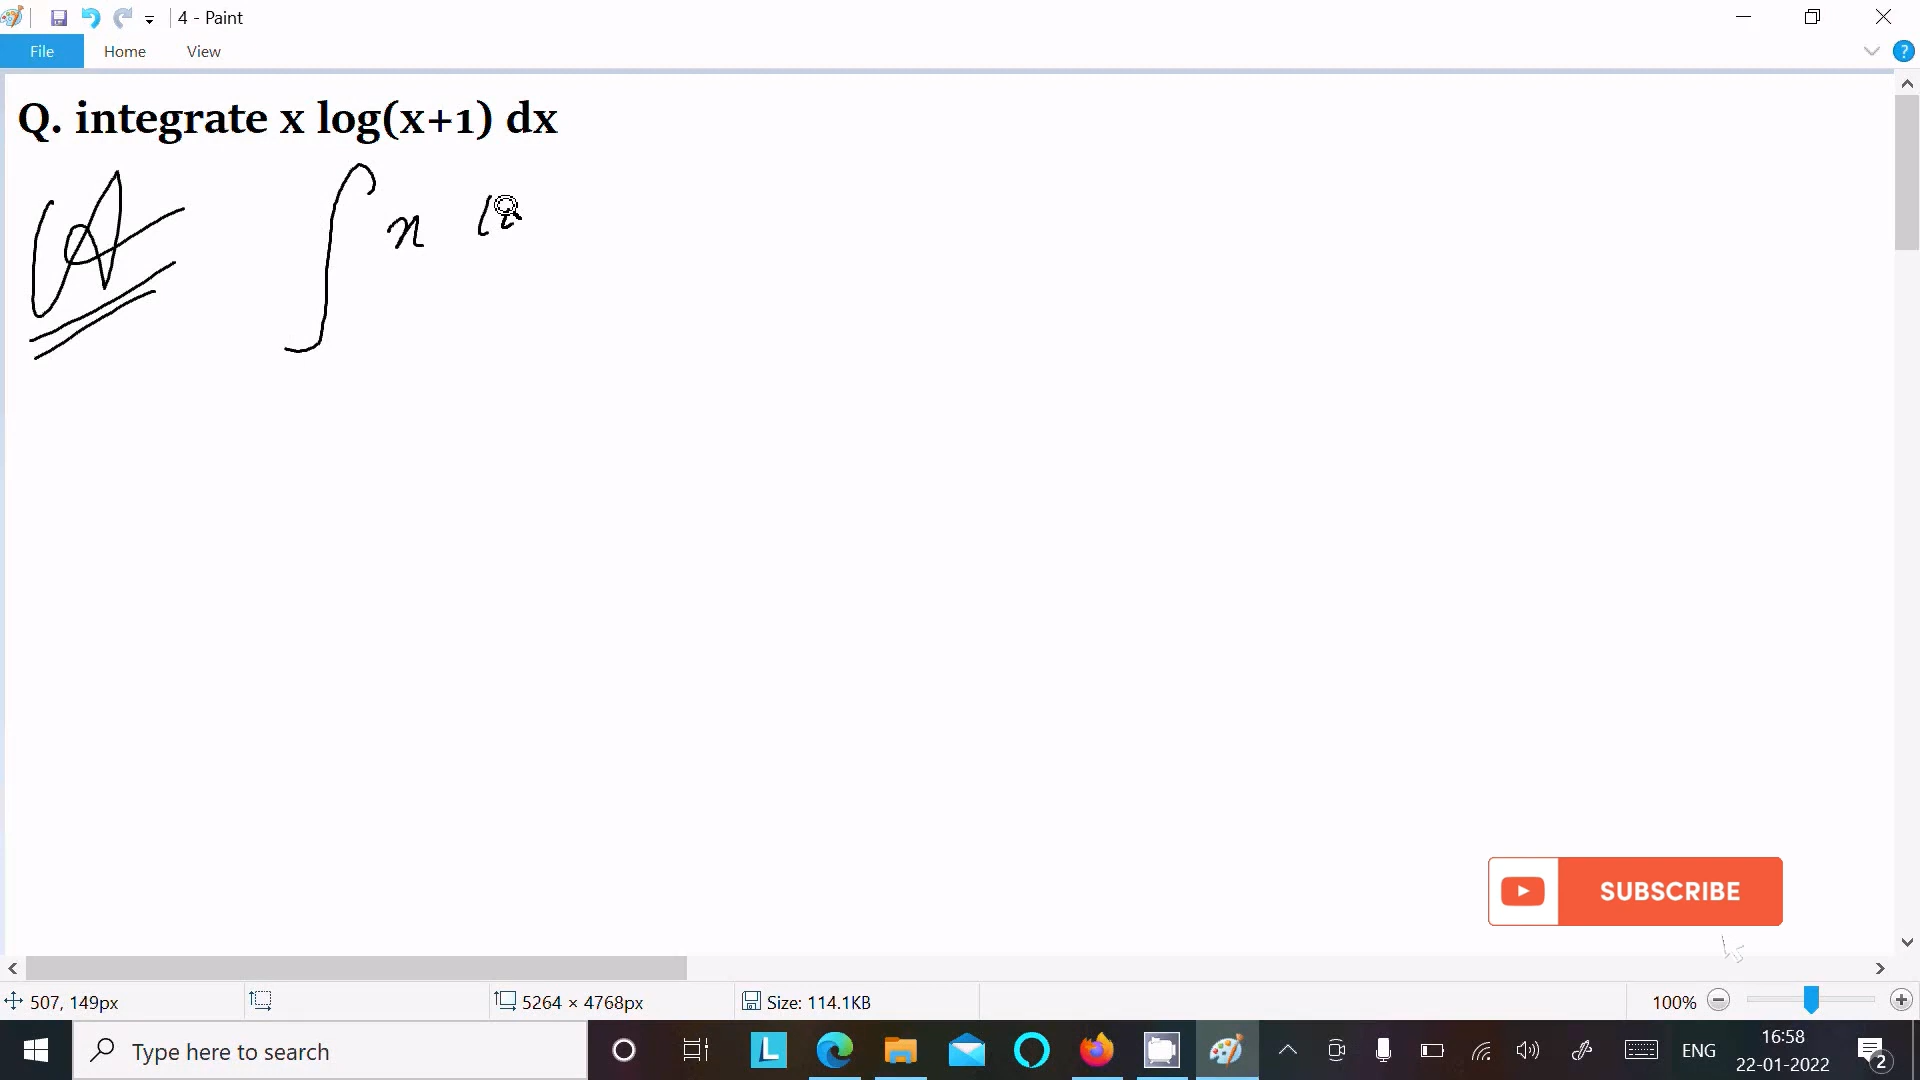 4 - Paint
File Home View
Q. integrate x log(x+1) dx
A
∫ x
SUBSCRIBE
507, 149px 5264 × 4768px Size: 114.1KB 100%
Type here to search L ENG 16:58
22-01-2022 2